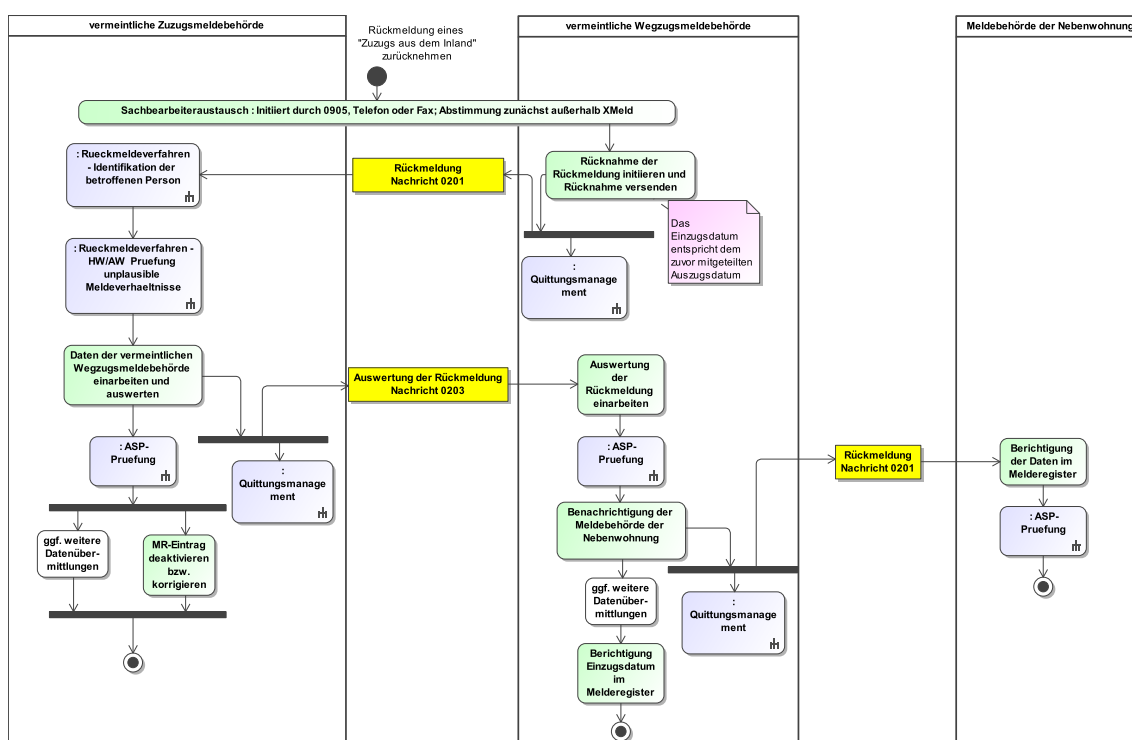 vermeintliche Zuzugsmeldebehörde
vermeintliche Wegzugsmeldebehörde
Meldebehörde der Nebenwohnung
Rückmeldung eines
"Zuzugs aus dem Inland"
zurücknehmen
Sachbearbeiteraustausch : Initiiert durch 0905, Telefon oder Fax; Abstimmung zunächst außerhalb XMeld
: Rueckmeldeverfahren
- Identifikation der
betroffenen Person
Rückmeldung
Nachricht 0201
Rücknahme der
Rückmeldung initiieren und
Rücknahme versenden
Das
Einzugsdatum
entspricht dem
zuvor mitgeteilten
Auszugsdatum
: Rueckmeldeverfahren -
HW/AW Pruefung
unplausible
Meldeverhaeltnisse
:
Quittungsmanage
ment
Daten der vermeintlichen
Wegzugsmeldebehörde
einarbeiten und
auswerten
Auswertung der Rückmeldung
Nachricht 0203
Auswertung
der
Rückmeldung
einarbeiten
: ASP-
Pruefung
:
Quittungsmanage
ment
: ASP-
Pruefung
Rückmeldung
Nachricht 0201
Berichtigung
der Daten im
Melderegister
Benachrichtigung der
Meldebehörde der
Nebenwohnung
: ASP-
Pruefung
ggf. weitere
Datenüber-
mittlungen
MR-Eintrag
deaktivieren
bzw.
korrigieren
ggf. weitere
Datenüber-
mittlungen
:
Quittungsmanage
ment
Berichtigung
Einzugsdatum
im
Melderegister